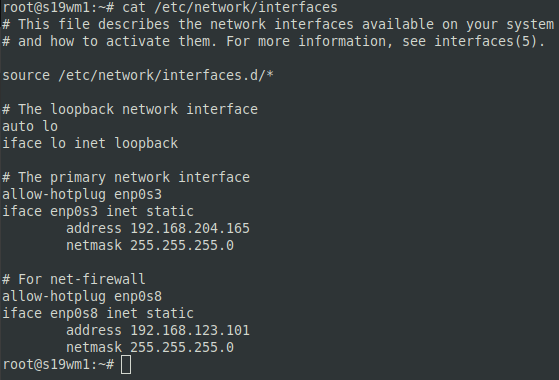 root@s19wm1:~# cat /etc/network/interfaces
# This file describes the network interfaces available on your system
# and how to activate them. For more information, see interfaces(5).

source /etc/network/interfaces.d/*

# The loopback network interface
auto lo
iface lo inet loopback

# The primary network interface
allow-hotplug enp0s3
iface enp0s3 inet static
        address 192.168.204.165
        netmask 255.255.255.0

# For net-firewall
allow-hotplug enp0s8
iface enp0s8 inet static
        address 192.168.123.101
        netmask 255.255.255.0
root@s19wm1:~#